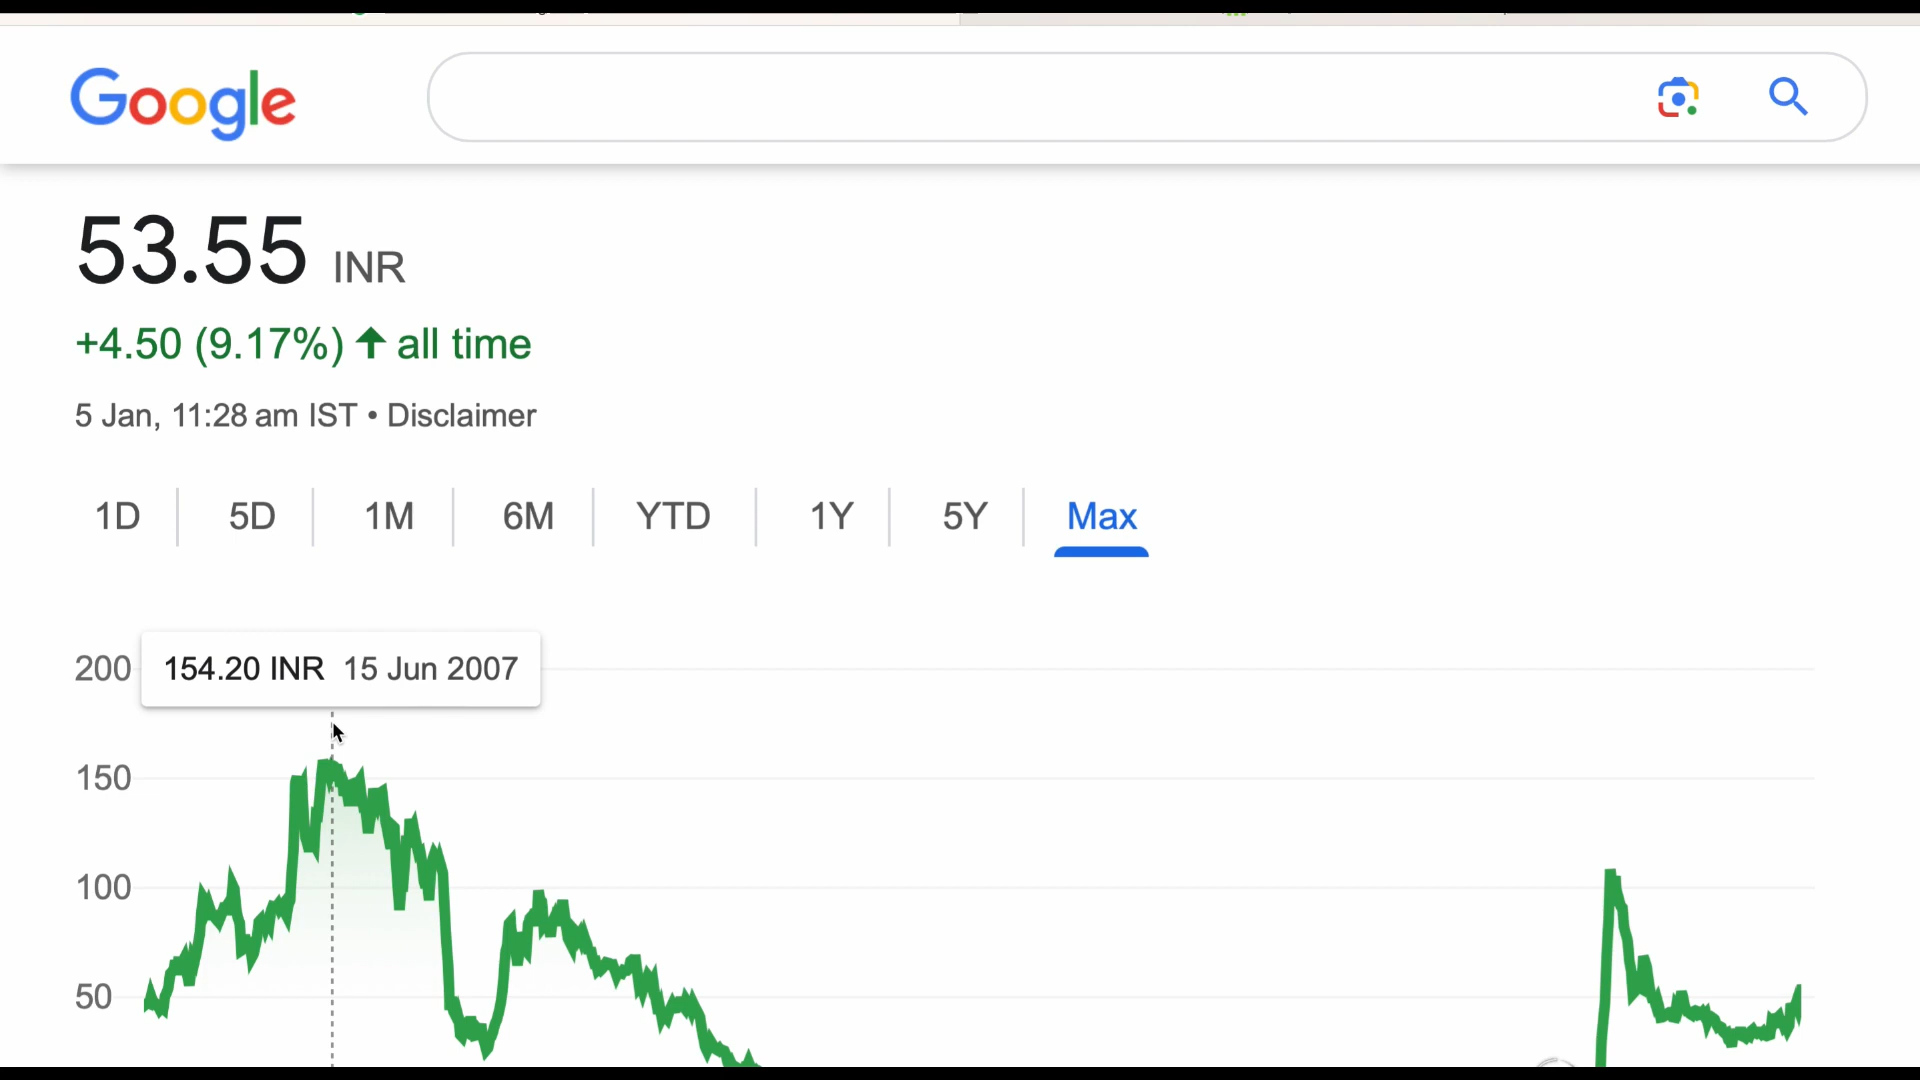 Google
53.55 INR
+4.50 (9.17%) ↑ all time
5 Jan, 11:28 am IST • Disclaimer
1D 5D 1M 6M YTD 1Y 5Y Max
200 154.20 INR 15 Jun 2007
150
100
50